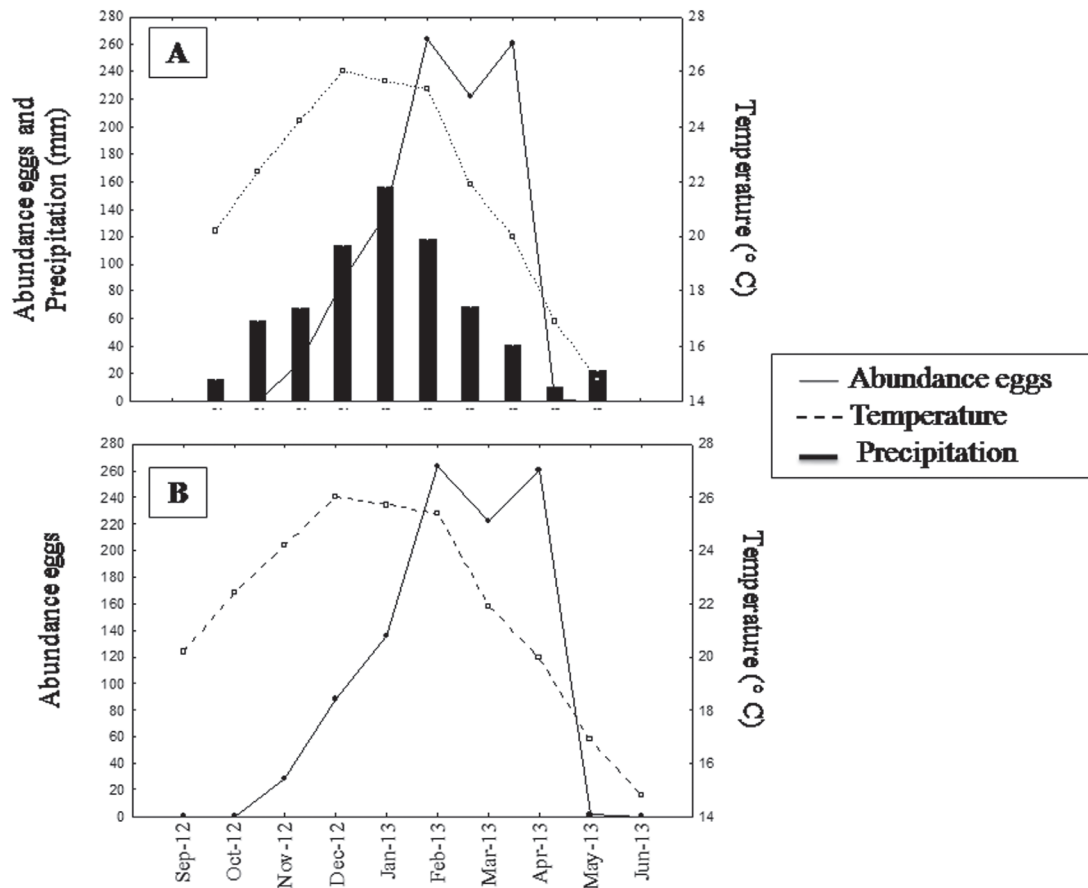 280
260
240
220
200
180
160
140
120
100
80
60
40
20
0
A
28
26
24
22
20
18
16
14
Abundance eggs and
Precipitation (mm)
Temperature (° C)
280
260
240
220
200
180
160
140
120
100
80
60
40
20
0
B
28
26
24
22
20
18
16
14
Abundance eggs
Temperature (° C)
Sep-12
Oct-12
Nov-12
Dec-12
Jan-13
Feb-13
Mar-13
Apr-13
May-13
Jun-13
Abundance eggs
Temperature
Precipitation